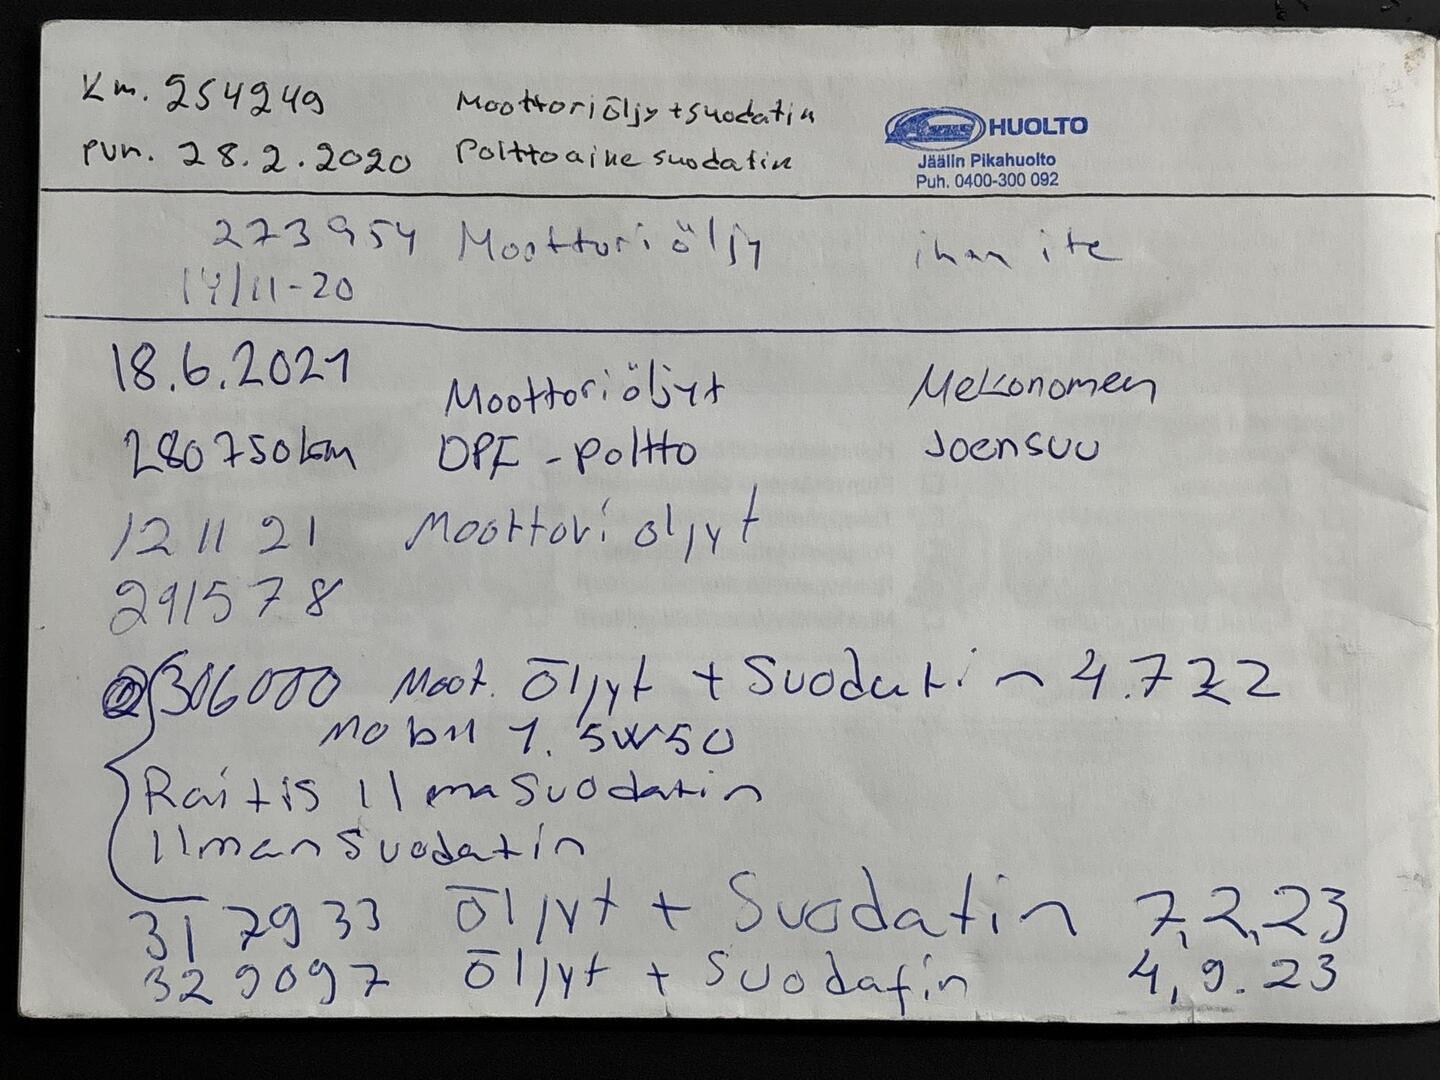 Km. 254249 Moottoriöljy + suodatin
HUOLTO
pvn. 28.2.2020 Polttoaine suodatin
Jäälin Pikahuolto
Puh. 0400-300 092
273954 Moottoriöljy ihan ite
14/11-20
18.6.2021 Moottoriöljyt Mekonomen
280750km DPF - poltto Joensuu
12 11 21 Moottori öljyt
291578
306000 Moot. Öljyt + Suodatin 4.7 22
Mobil 1. 5W50
Raitis Ilmasuodatin
Ilmansuodatin
317933 Öljyt + Suodatin 7,2,23
329097 Öljyt + Suodatin 4,9.23